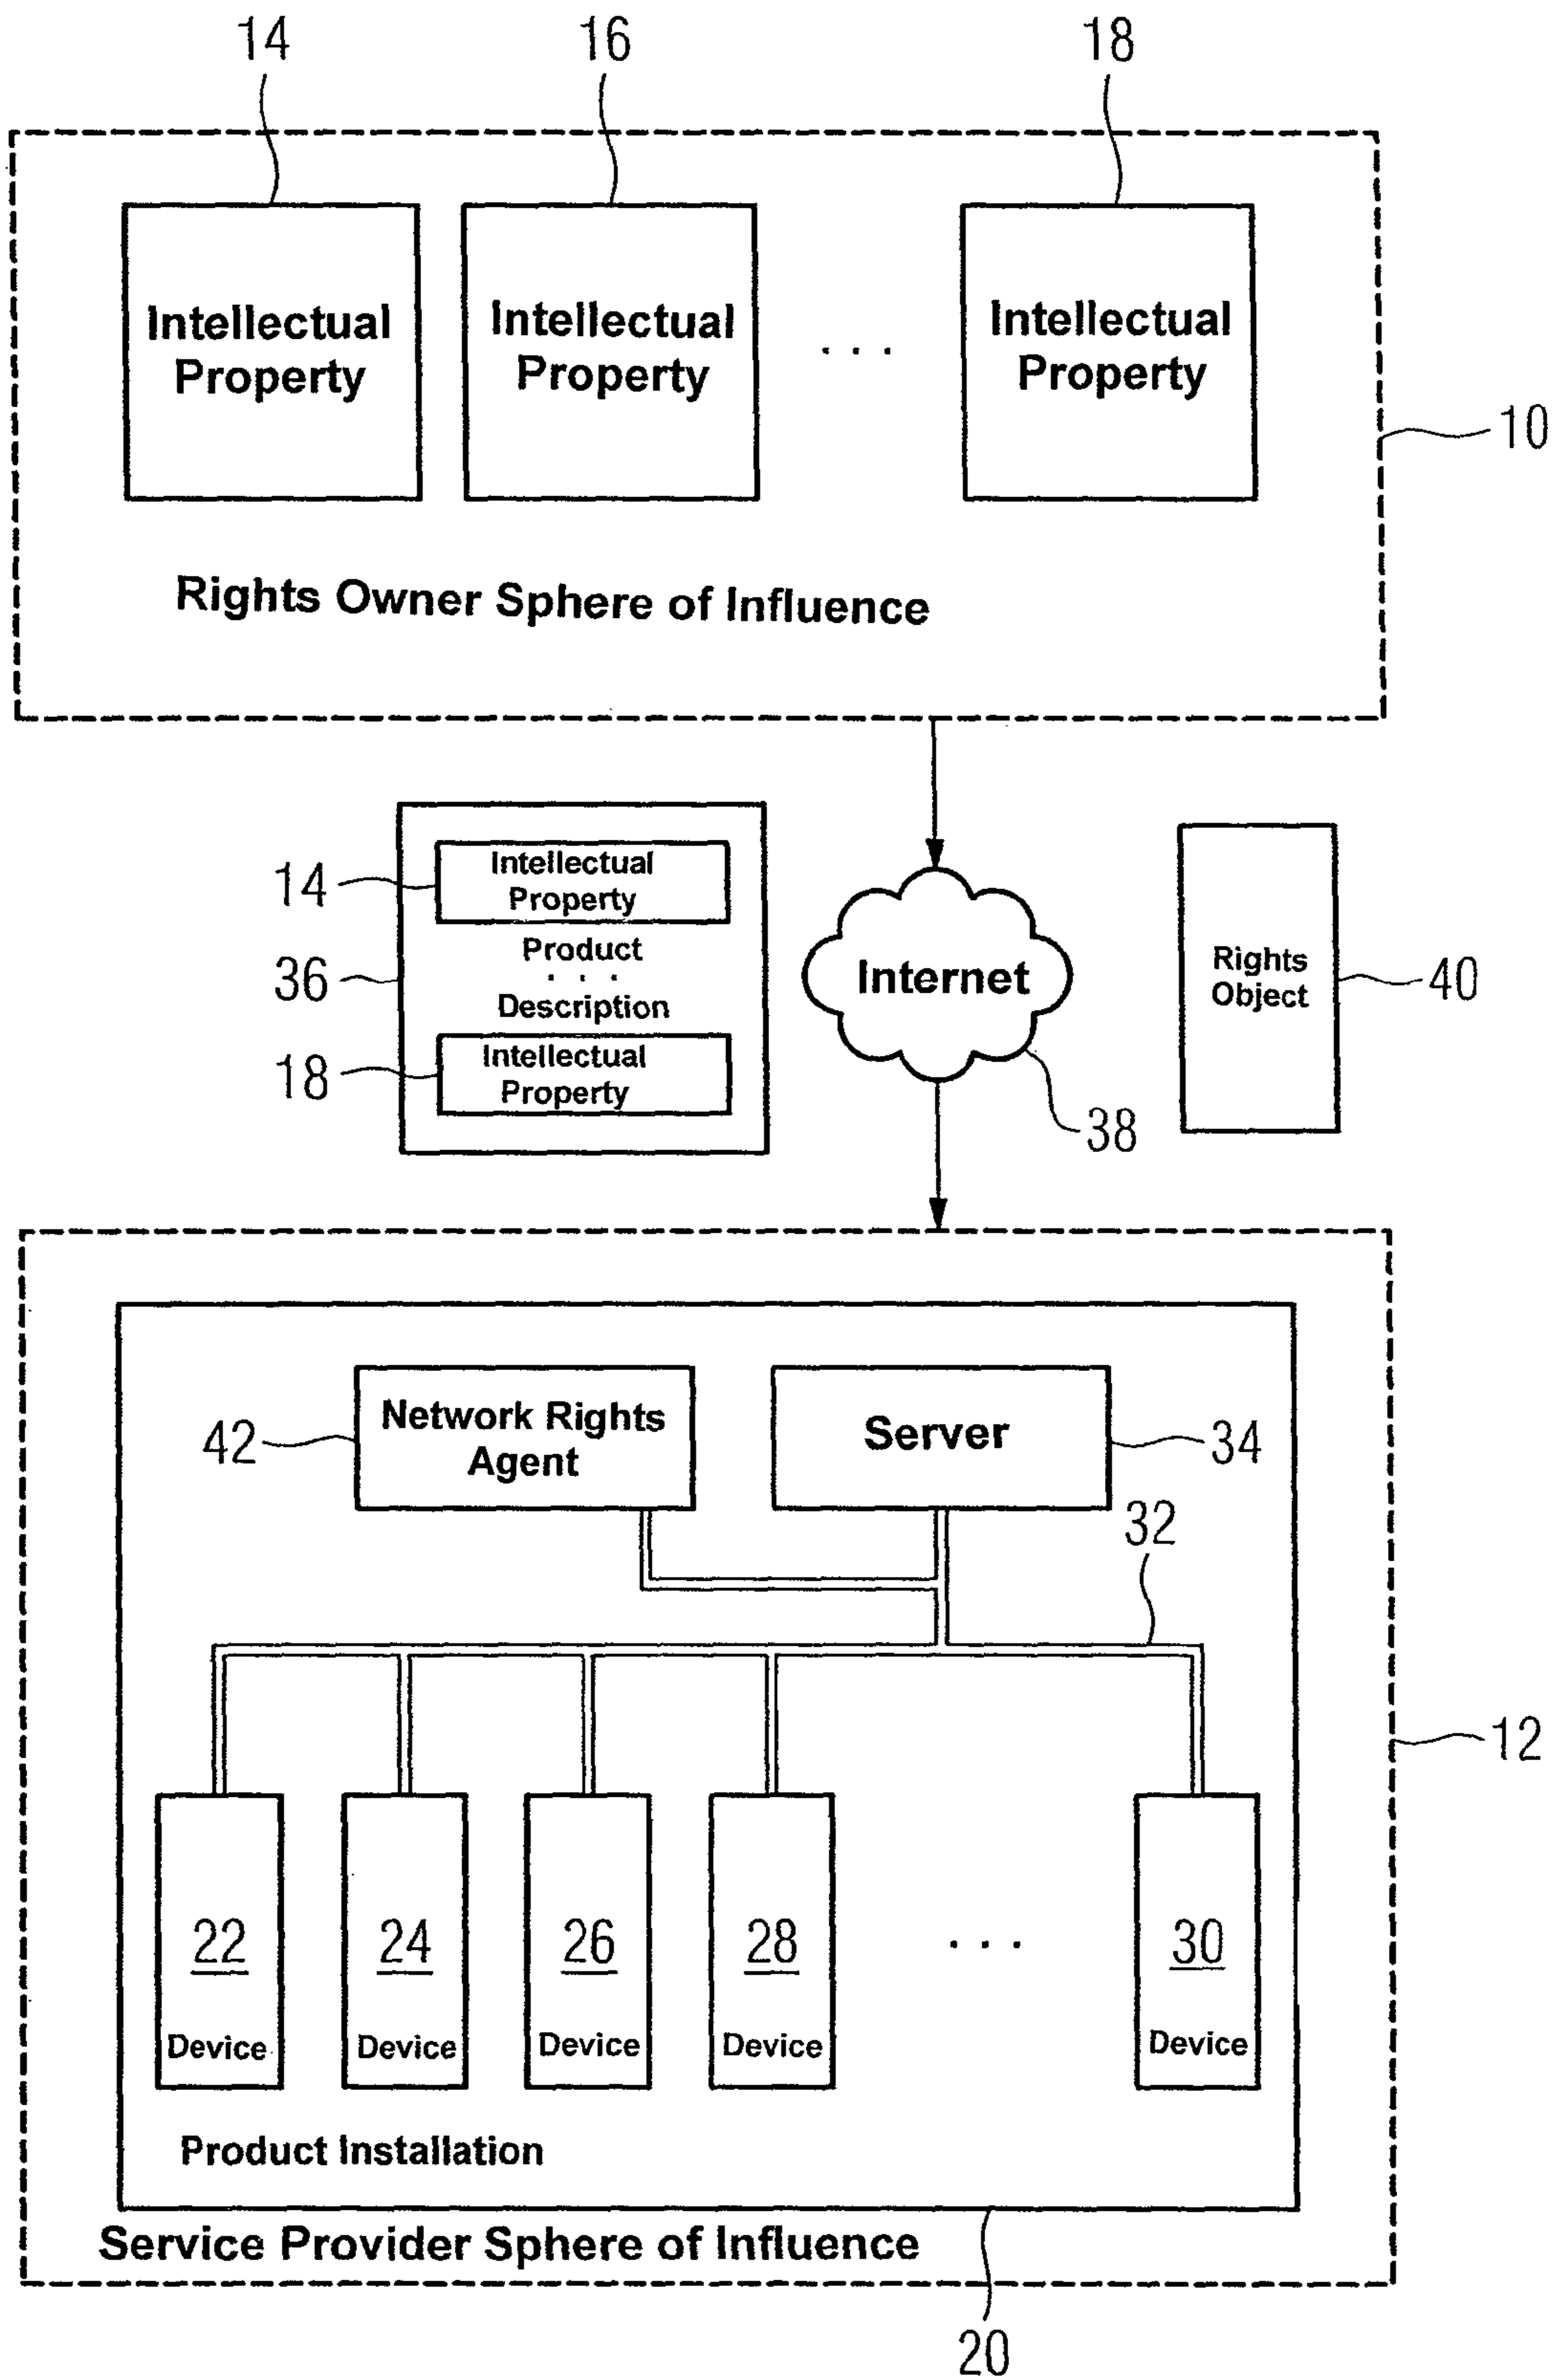 14
16
18
Intellectual
Property
Intellectual
Property
. . .
Intellectual
Property
10
Rights Owner Sphere of Influence
14
Intellectual
Property
36
Product
. . .
Description
18
Intellectual
Property
Internet
38
Rights
Object
40
42
Network Rights
Agent
Server
34
32
12
22
Device
24
Device
26
Device
28
Device
. . .
30
Device
Product Installation
Service Provider Sphere of Influence
20